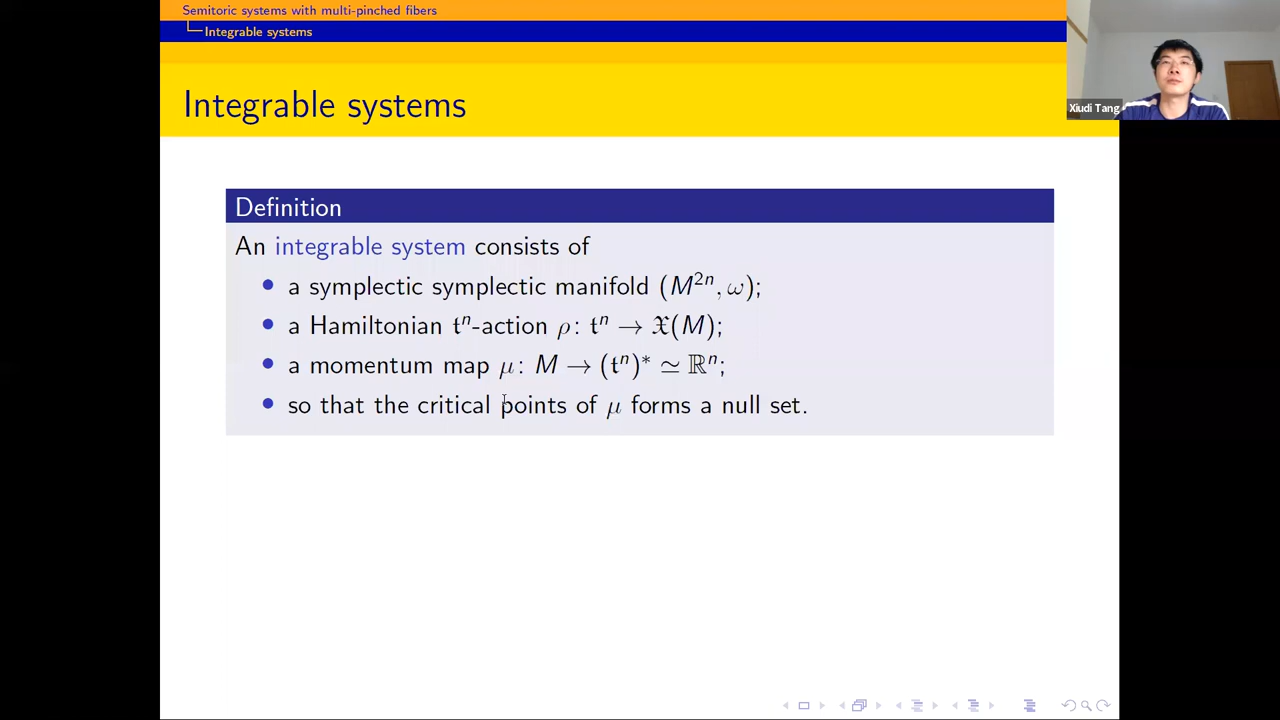 Semitoric systems with multi-pinched fibers
Integrable systems
Xiudi Tang
Integrable systems
Definition
An integrable system consists of
• a symplectic symplectic manifold (M²ⁿ, ω);
• a Hamiltonian 𝔱ⁿ-action ρ: 𝔱ⁿ → 𝔛(M);
• a momentum map μ: M → (𝔱ⁿ)* ≃ ℝⁿ;
• so that the critical points of μ forms a null set.